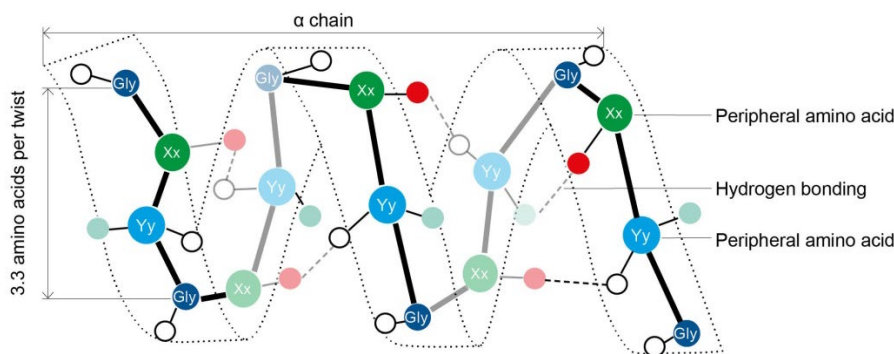 α chain
3.3 amino acids per twist
Gly
Xx
Yy
Gly
Xx
Gly
Yy
Xx
Yy
Gly
Xx
Yy
Gly
Xx
Yy
Gly
Peripheral amino acid
Hydrogen bonding
Peripheral amino acid